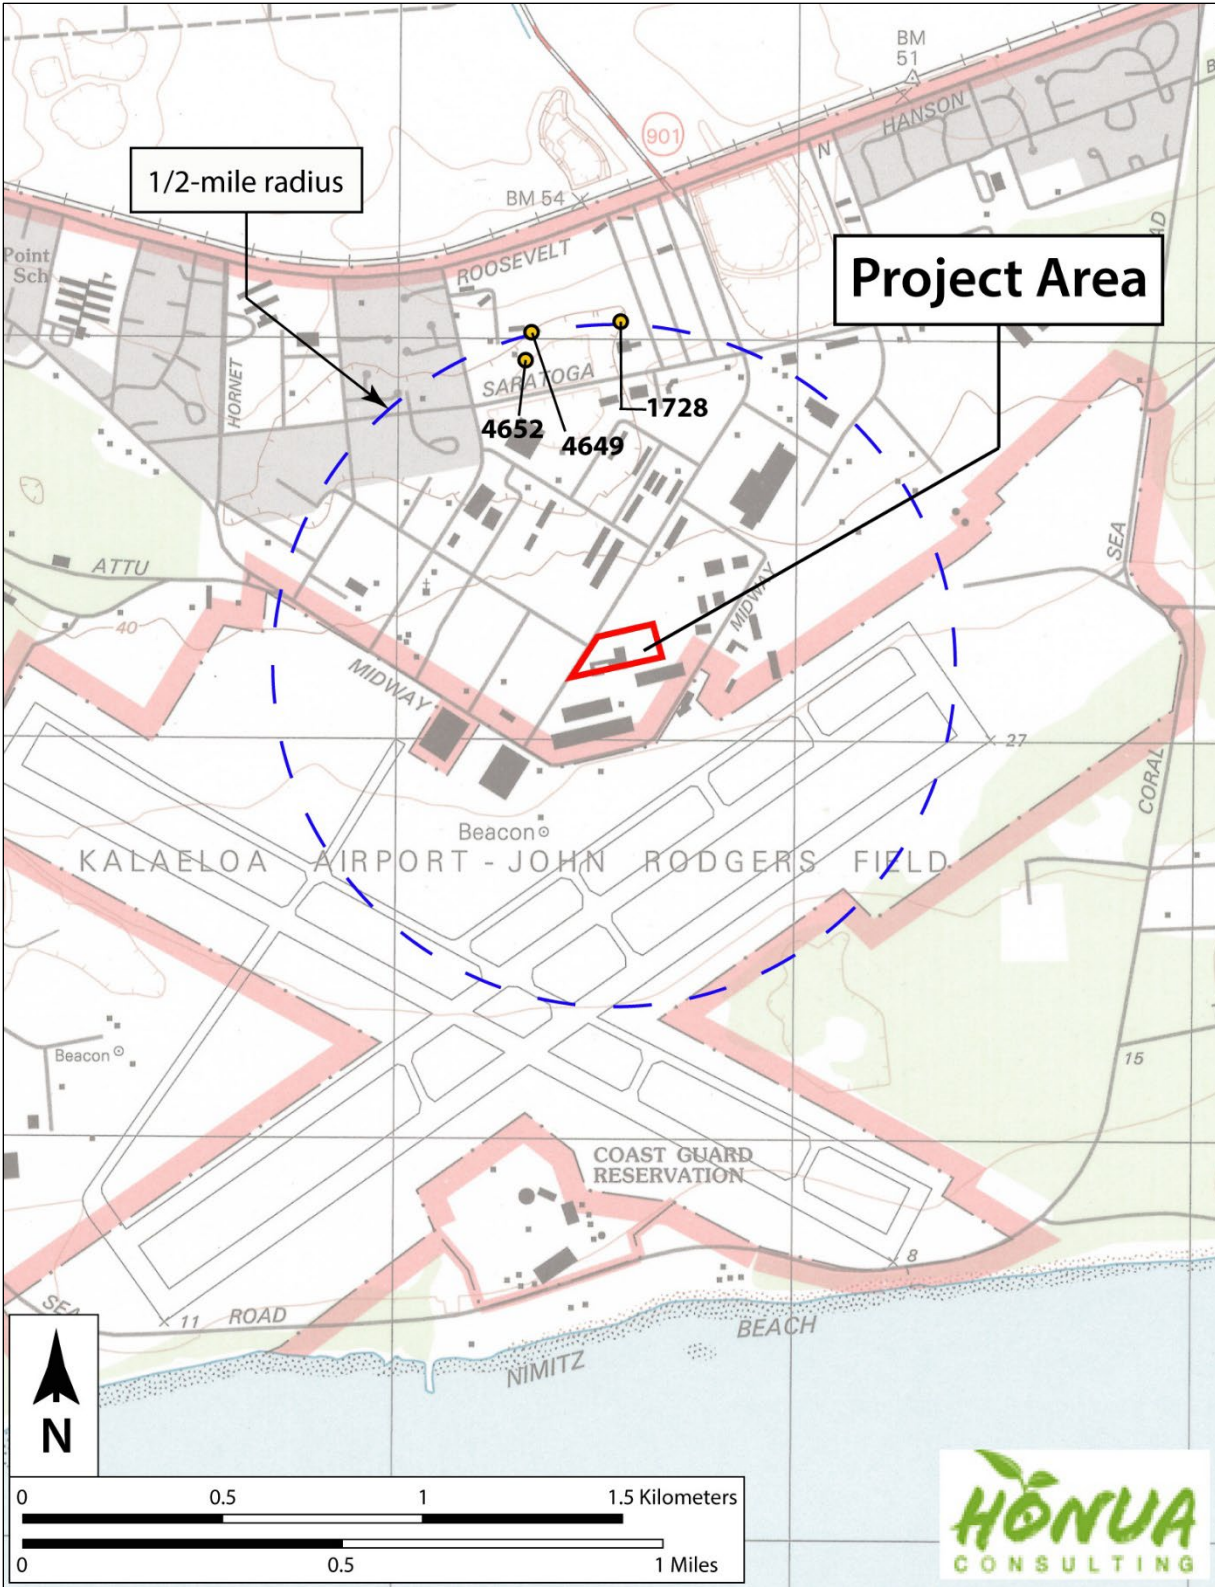 BM
51
HANSON
901
N
1/2-mile radius
BM 54
Point
Sch
ROOSEVELT
AD
Project Area
HORNET
SARATOGA
1728
4652
4649
SEA
ATTU
40
MIDWAY
MIDWAY
27
CORAL
Beacon
KALAELOA AIRPORT - JOHN RODGERS FIELD
Beacon
15
COAST GUARD
RESERVATION
8
SEA
11
ROAD
BEACH
NIMITZ
N
0 0.5 1 1.5 Kilometers
0 0.5 1 Miles
HONUA
CONSULTING